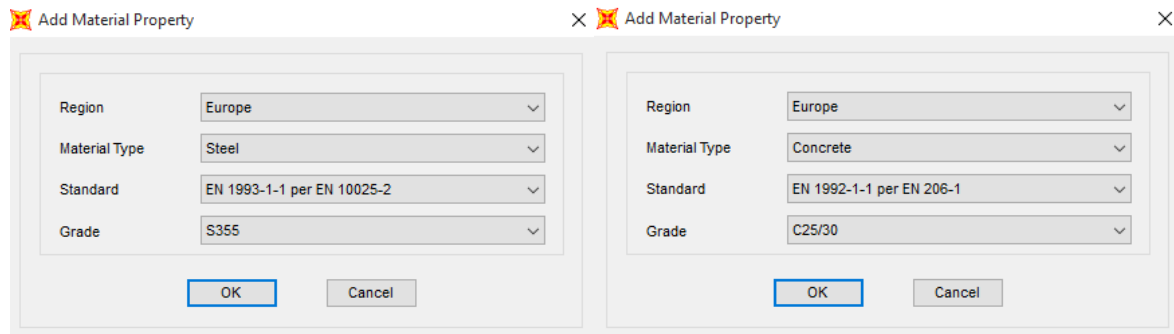 Add Material Property
Region Europe
Material Type Steel
Standard EN 1993-1-1 per EN 10025-2
Grade S355
OK Cancel
Add Material Property
Region Europe
Material Type Concrete
Standard EN 1992-1-1 per EN 206-1
Grade C25/30
OK Cancel